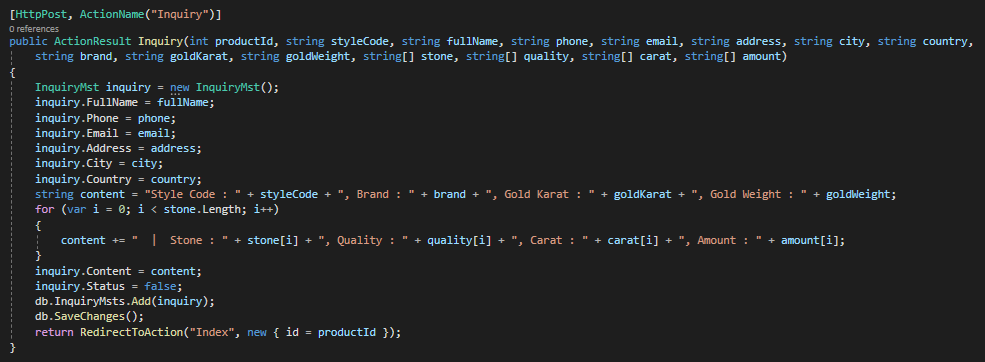 [HttpPost, ActionName("Inquiry")]
0 references
public ActionResult Inquiry(int productId, string styleCode, string fullName, string phone, string email, string address, string city, string country,
string brand, string goldKarat, string goldWeight, string[] stone, string[] quality, string[] carat, string[] amount)
{
InquiryMst inquiry = new InquiryMst();
inquiry.FullName = fullName;
inquiry.Phone = phone;
inquiry.Email = email;
inquiry.Address = address;
inquiry.City = city;
inquiry.Country = country;
string content = "Style Code : " + styleCode + ", Brand : " + brand + ", Gold Karat : " + goldKarat + ", Gold Weight : " + goldWeight;
for (var i = 0; i < stone.Length; i++)
{
content += "  |  Stone : " + stone[i] + ", Quality : " + quality[i] + ", Carat : " + carat[i] + ", Amount : " + amount[i];
}
inquiry.Content = content;
inquiry.Status = false;
db.InquiryMsts.Add(inquiry);
db.SaveChanges();
return RedirectToAction("Index", new { id = productId });
}